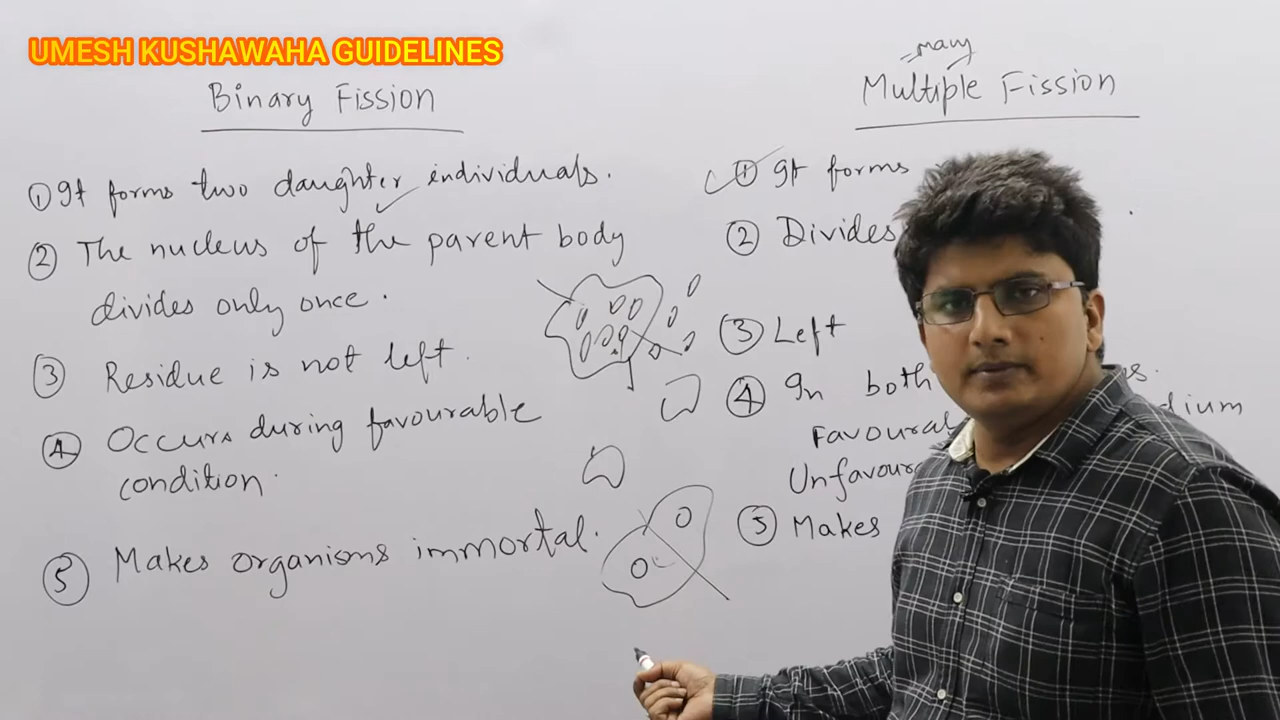 UMESH KUSHAWAHA GUIDELINES
Binary Fission
① It forms two daughter individuals.
② The nucleus of the parent body
divides only once.
③ Residue is not left.
④ Occurs during favourable
condition.
⑤ Makes organisms immortal.
= many
Multiple Fission
① It forms
② Divides
③ Left
④ In both
Favoural
Unfavour
⑤ Makes